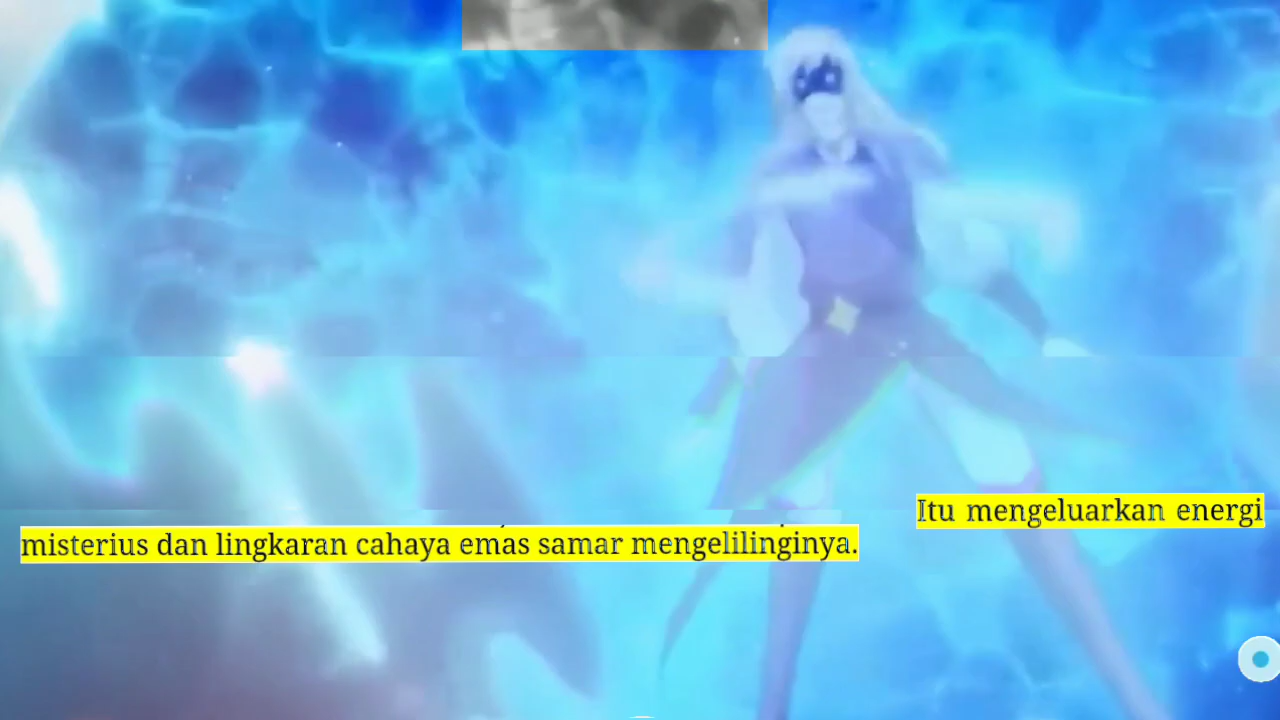 Itu mengeluarkan energi
misterius dan lingkaran cahaya emas samar mengelilinginya.